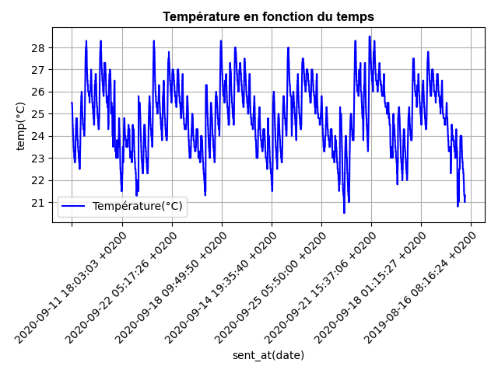 Température en fonction du temps
temp(°C)
28
27
26
25
24
23
22
21
Température(°C)
2020-09-11 18:03:03 +0200
2020-09-22 05:17:26 +0200
2020-09-18 09:49:50 +0200
2020-09-14 19:35:40 +0200
2020-09-25 05:50:00 +0200
2020-09-21 15:37:06 +0200
2020-09-18 01:15:27 +0200
2019-08-16 08:16:24 +0200
sent_at(date)